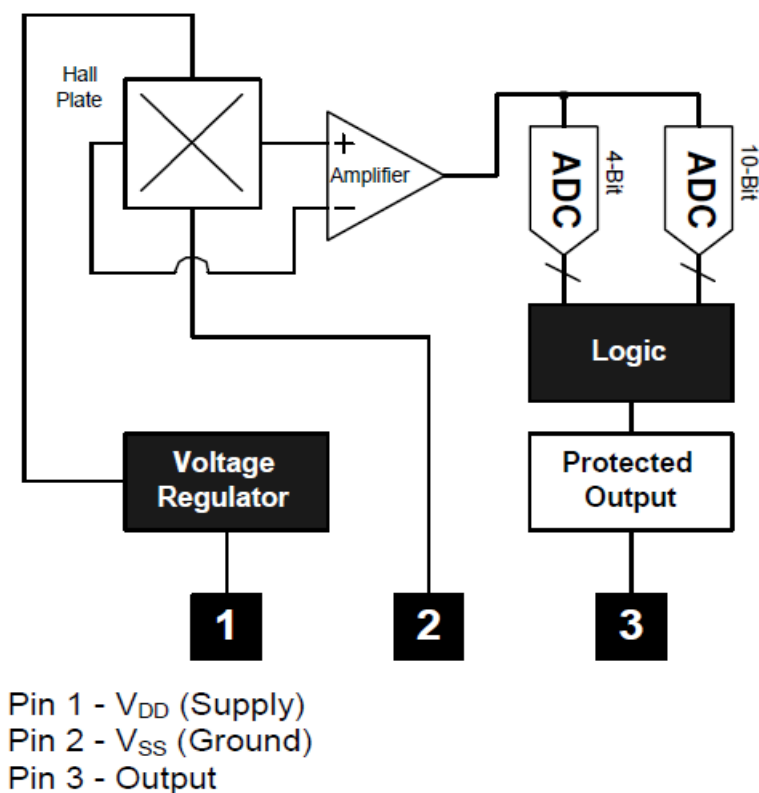 Hall
Plate
+
Amplifier
−
ADC
4-Bit
ADC
10-Bit
Logic
Voltage
Regulator
Protected
Output
1
2
3
Pin 1 - VDD (Supply)
Pin 2 - VSS (Ground)
Pin 3 - Output